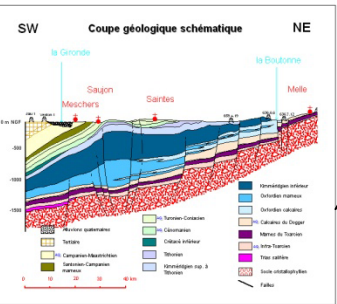 SW
Coupe géologique schématique
NE
la Gironde
la Boutonne
Saujon
Meschers
Saintes
Melle
0 m NGF
-500
-1000
-1500
0
10
20
30
40 km
Alluvions quaternaires
Tertiaire
Campanien-Maastrichtien
Santonien-Campanien marneux
Turonien-Coniacien
Cénomanien
Crétacé inférieur
Tithonien
Kimméridgien sup. à Tithonien
Kimméridgien inférieur
Oxfordien marneux
Oxfordien calcaire
Calcaires du Dogger
Marnes du Toarcien
Infra-Toarcien
Trias salifère
Socle cristallophyllien
Failles